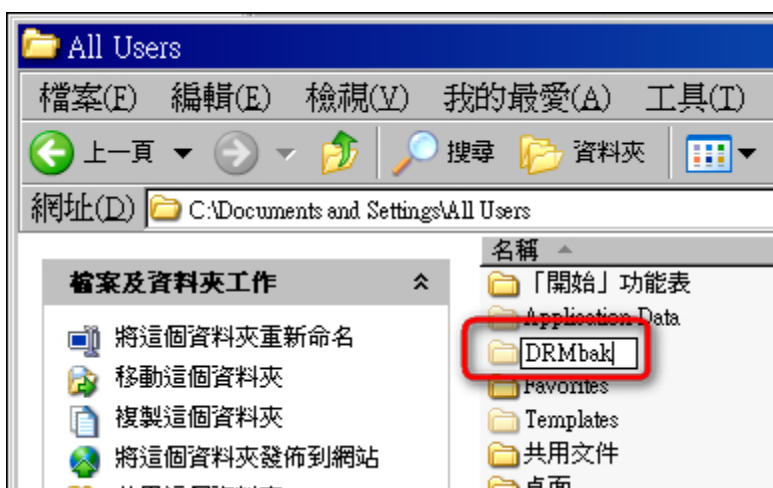 All Users
檔案(F) 編輯(E) 檢視(V) 我的最愛(A) 工具(T)
上一頁 搜尋 資料夾
網址(D) C:\Documents and Settings\All Users
名稱
檔案及資料夾工作
「開始」功能表
Application Data
將這個資料夾重新命名
DRMbak
移動這個資料夾
Favorites
複製這個資料夾
Templates
將這個資料夾發佈到網站
共用文件
桌面